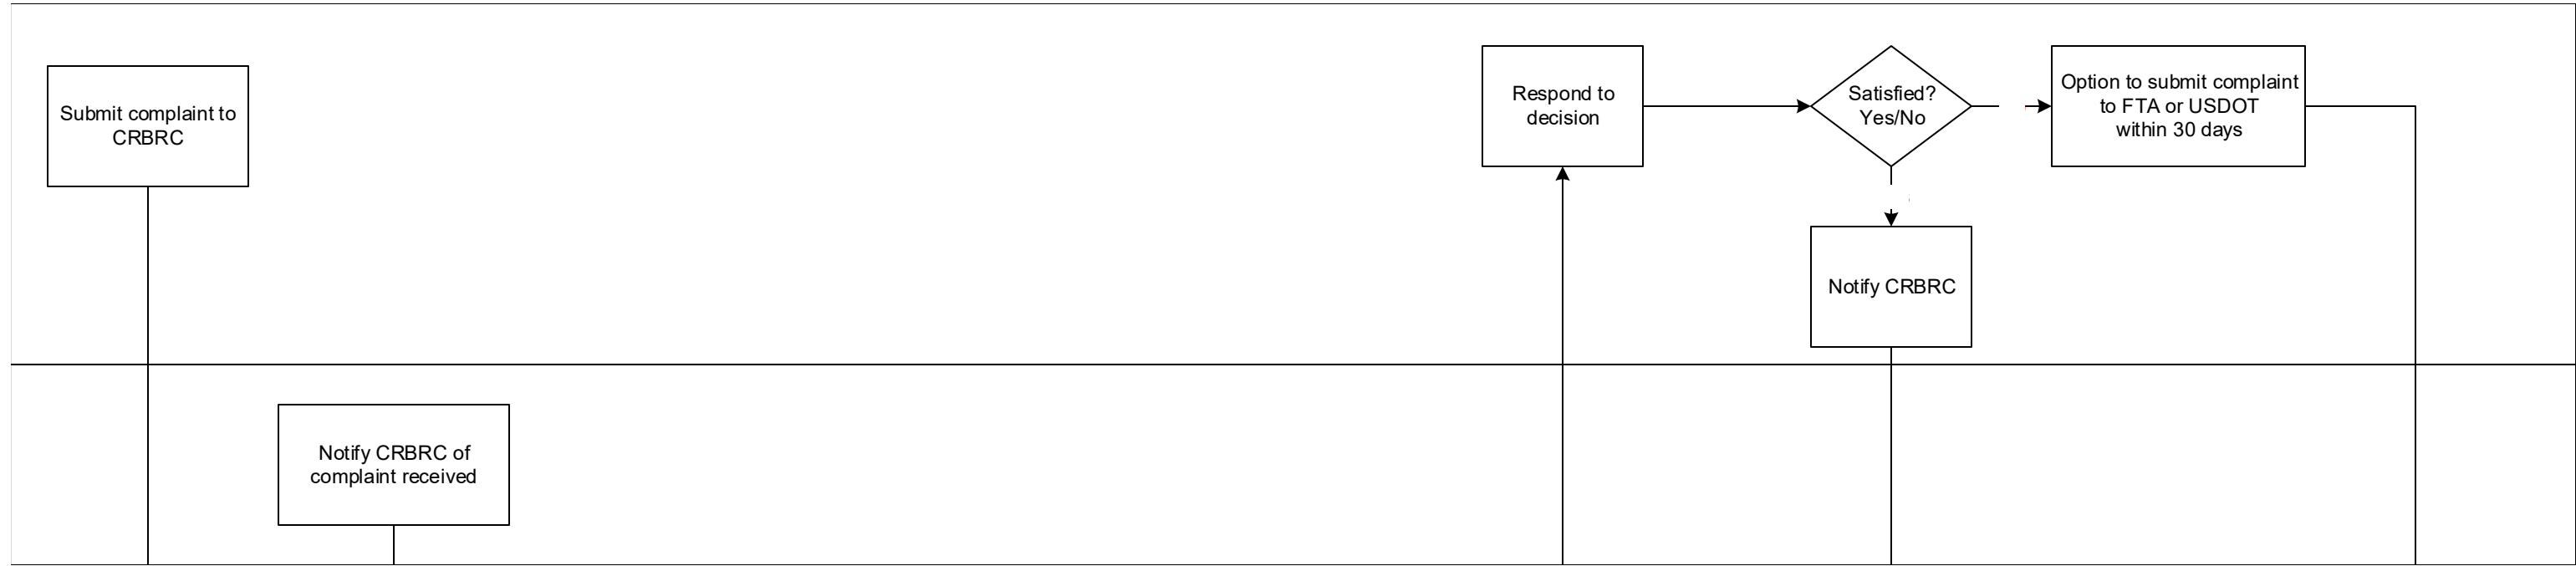 Submit complaint to
CRBRC
Respond to
decision
Satisfied?
Yes/No
Option to submit complaint
to FTA or USDOT
within 30 days
Notify CRBRC
Notify CRBRC of
complaint received